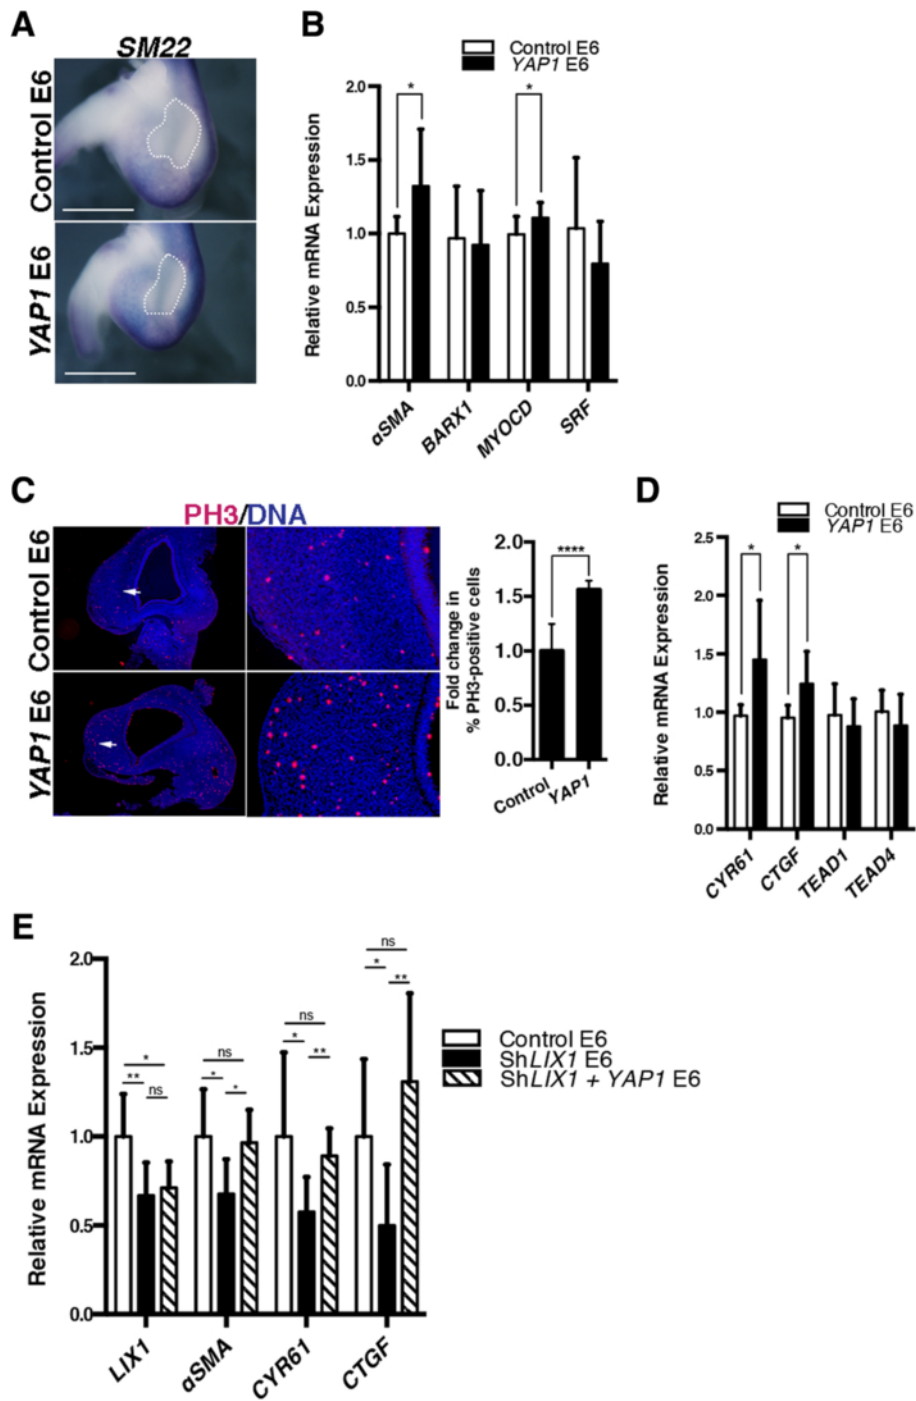 A
SM22
Control E6
YAP1 E6
B
Control E6
YAP1 E6
Relative mRNA Expression
2.0
1.5
1.0
0.5
0.0
*
*
αSMA
BARX1
MYOCD
SRF
C
PH3/DNA
Control E6
YAP1 E6
Fold change in
% PH3-positive cells
2.0
1.5
1.0
0.5
0.0
****
Control
YAP1
D
Control E6
YAP1 E6
Relative mRNA Expression
2.5
2.0
1.5
1.0
0.5
0.0
*
*
CYR61
CTGF
TEAD1
TEAD4
E
Relative mRNA Expression
2.0
1.5
1.0
0.5
0.0
*
**
ns
ns
*
*
ns
*
**
ns
*
**
LIX1
αSMA
CYR61
CTGF
Control E6
ShLIX1 E6
ShLIX1 + YAP1 E6